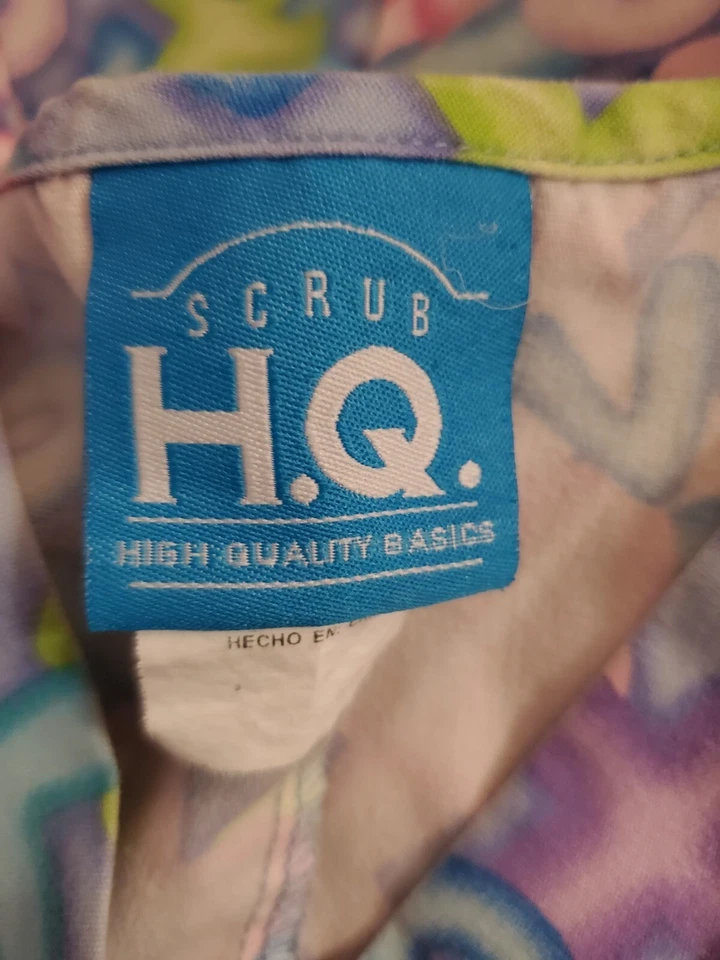 SCRUB
H.Q.
HIGH QUALITY BASICS
HECHO EN